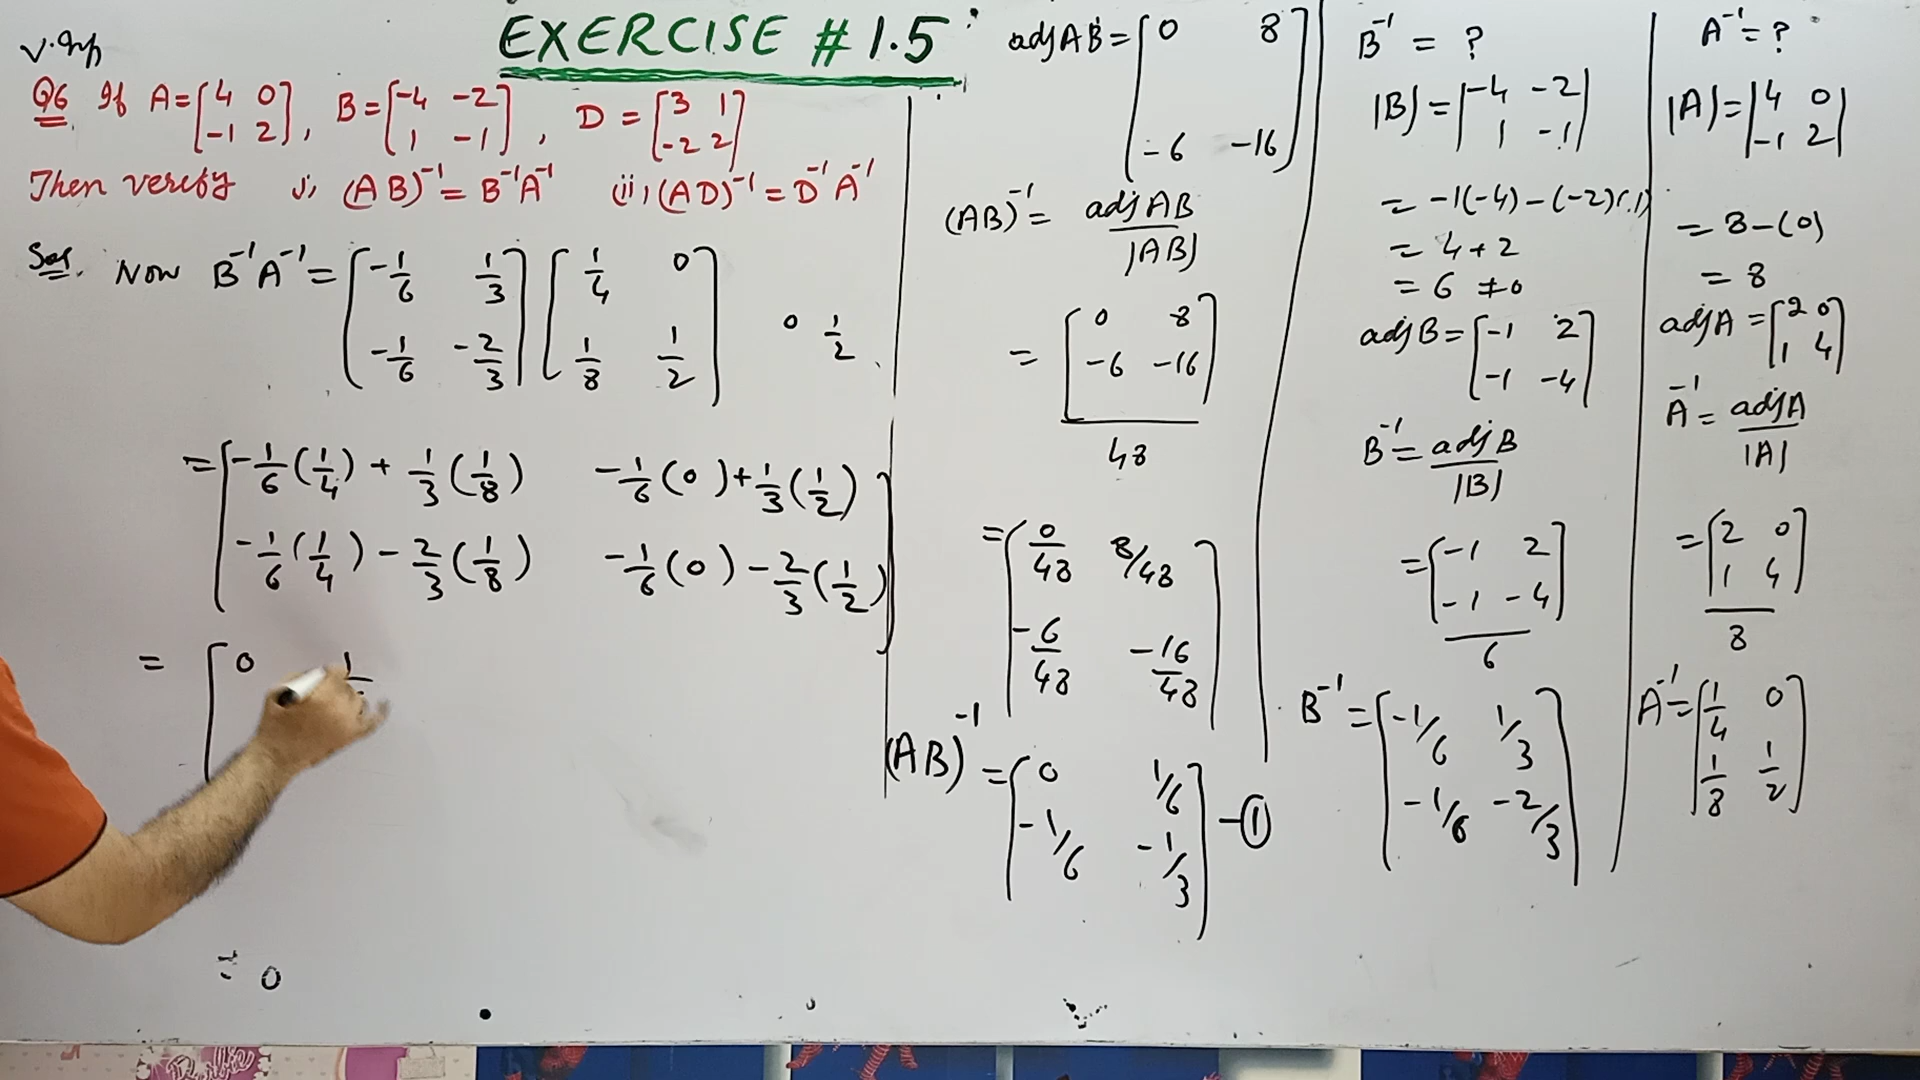 EXERCISE # 1.5
V. Imp
Q6 If A = [4 0; -1 2], B = [-4 -2; 1 -1], D = [3 1; -2 2]
Then verify i, (AB)⁻¹ = B⁻¹A⁻¹ (ii, (AD)⁻¹ = D⁻¹A⁻¹
Sol. Now B⁻¹A⁻¹ = [-1/6 1/3; -1/6 -2/3] [1/4 0; 1/8 1/2] 0 1/2
= [-1/6(1/4) + 1/3(1/8) -1/6(0) + 1/3(1/2)
-1/6(1/4) - 2/3(1/8) -1/6(0) - 2/3(1/2)]
= [0 1
= 0
adj AB = [0 8
-6 -16]
(AB)⁻¹ = adj AB / |AB|
= [0 8; -6 -16] / 48
= [0/48 8/48
-6/48 -16/48]
(AB)⁻¹ = [0 1/6; -1/6 -1/3] - ①
B⁻¹ = ?
|B| = |-4 -2; 1 -1|
= -1(-4) - (-2)(1)
= 4 + 2
= 6 ≠ 0
adj B = [-1 2; -1 -4]
B⁻¹ = adj B / |B|
= [-1 2; -1 -4] / 6
B⁻¹ = [-1/6 1/3; -1/6 -2/3]
A⁻¹ = ?
|A| = |4 0; -1 2|
= 8 - (0)
= 8
adj A = [2 0; 1 4]
A⁻¹ = adj A / |A|
= [2 0; 1 4] / 8
A⁻¹ = [1/4 0; 1/8 1/2]